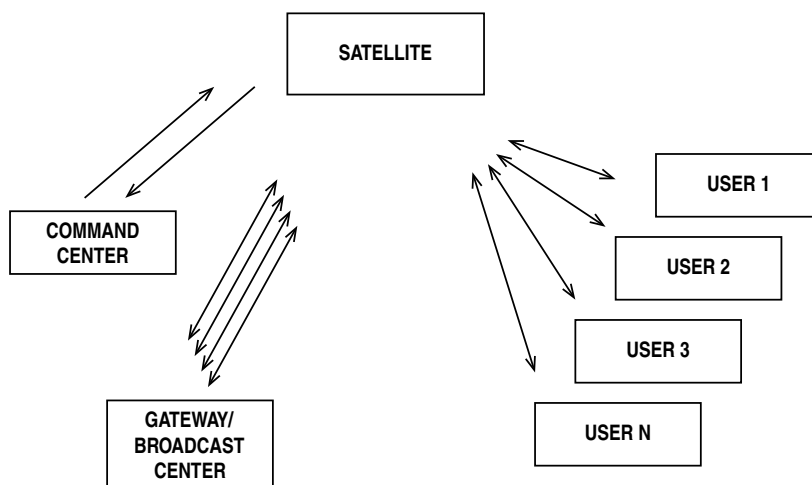 SATELLITE
COMMAND
CENTER
USER 1
USER 2
USER 3
USER N
GATEWAY/
BROADCAST
CENTER